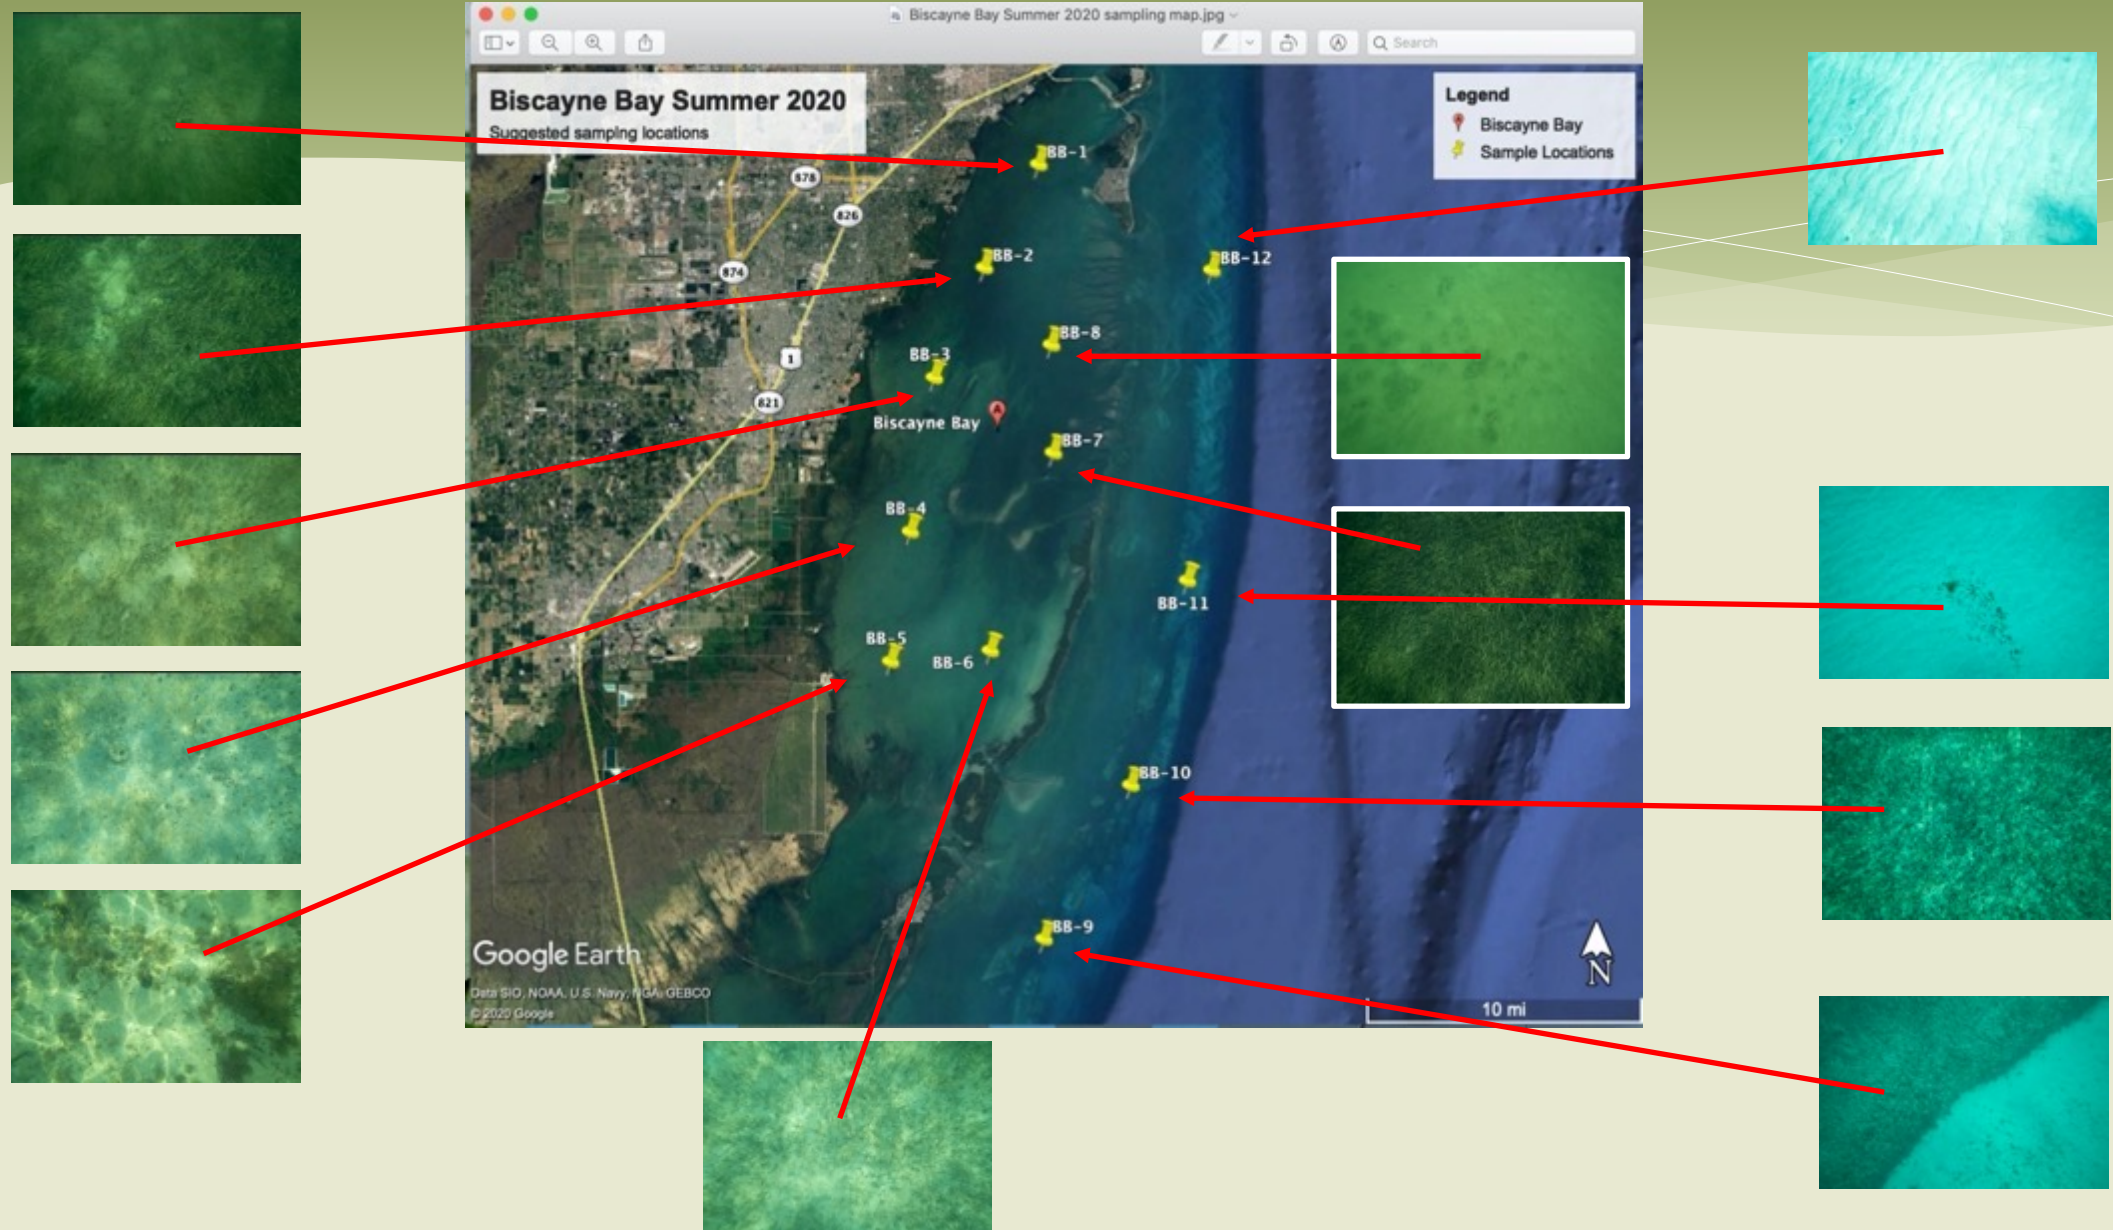 Biscayne Bay Summer 2020 sampling map.jpg
Search
Biscayne Bay Summer 2020
Suggested sampling locations
Legend
Biscayne Bay
Sample Locations
BB-1
878
826
BB-2
BB-12
874
BB-8
BB-3
1
821
Biscayne Bay
BB-7
BB-4
BB-11
BB-5
BB-6
BB-10
BB-9
Google Earth
N
Data SIO, NOAA, U.S. Navy, NGA, GEBCO
© 2020 Google
10 mi